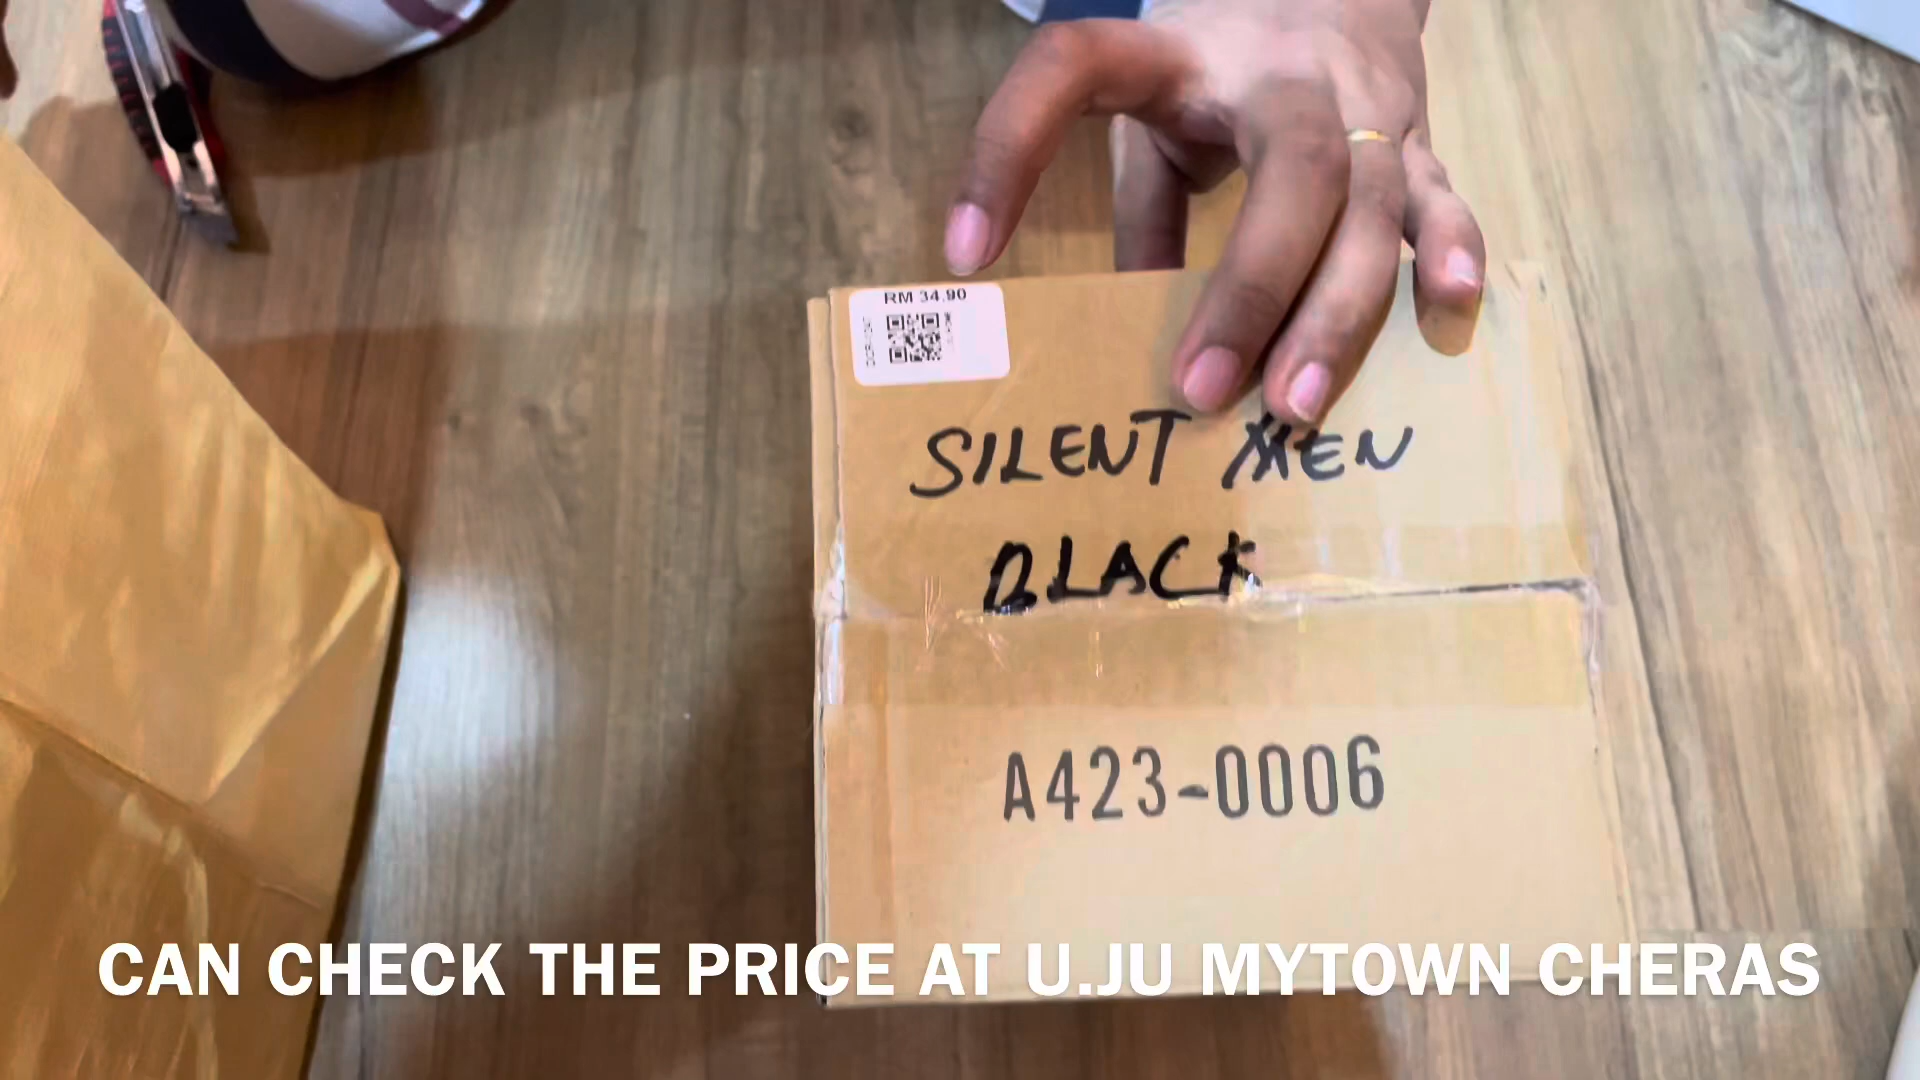 RM 34.90
SILENT MEN
BLACK
A423-0006
CAN CHECK THE PRICE AT U.JU MYTOWN CHERAS